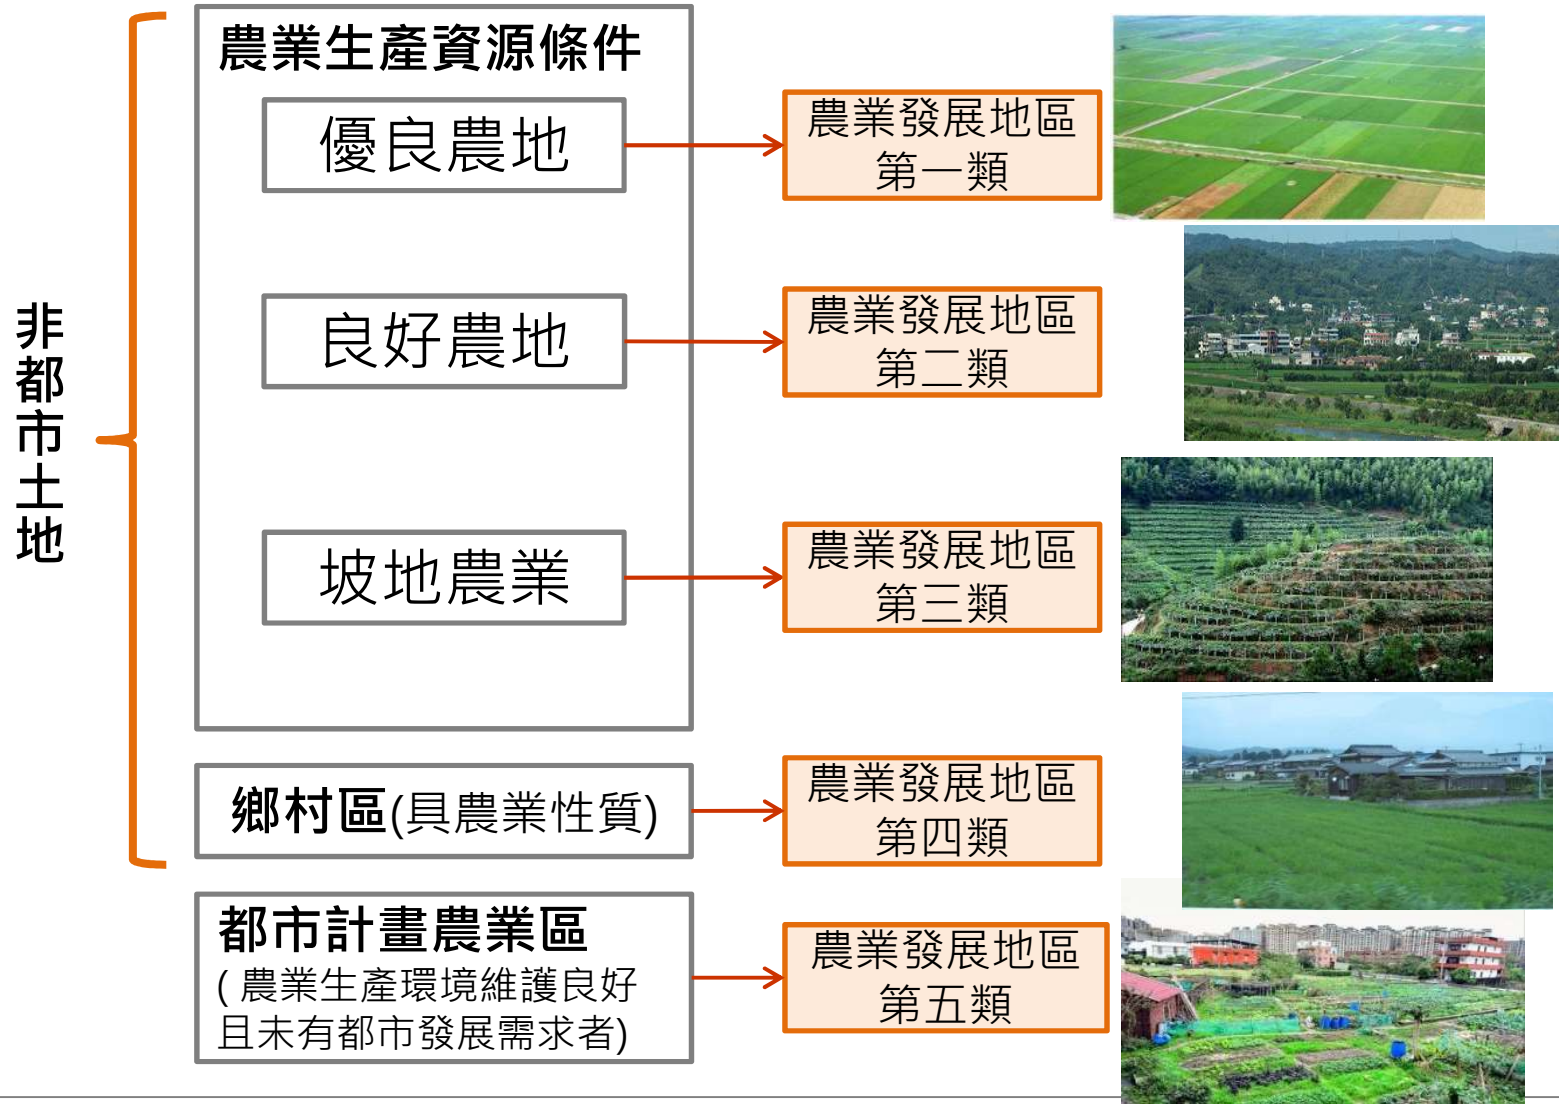 非都市土地
農業生產資源條件
優良農地
農業發展地區
第一類
良好農地
農業發展地區
第二類
坡地農業
農業發展地區
第三類
鄉村區(具農業性質)
農業發展地區
第四類
都市計畫農業區
( 農業生產環境維護良好
且未有都市發展需求者)
農業發展地區
第五類